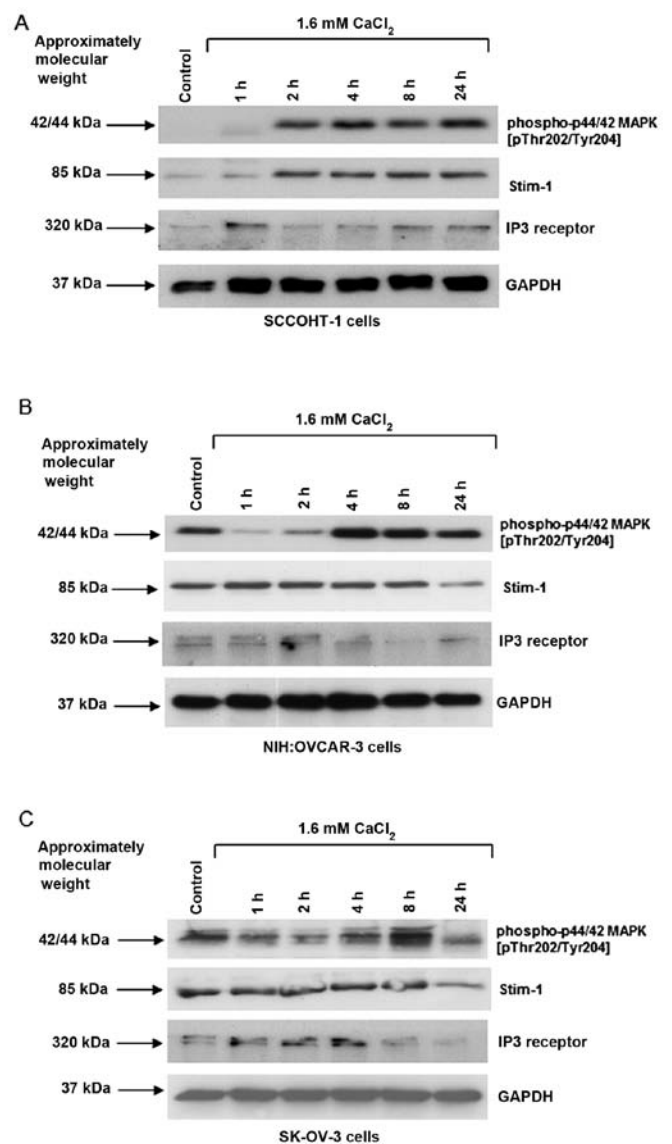 A
1.6 mM CaCl2
Approximately
molecular
weight
Control
1 h
2 h
4 h
8 h
24 h
42/44 kDa
phospho-p44/42 MAPK
[pThr202/Tyr204]
85 kDa
Stim-1
320 kDa
IP3 receptor
37 kDa
GAPDH
SCCOHT-1 cells
B
1.6 mM CaCl2
Approximately
molecular
weight
Control
1 h
2 h
4 h
8 h
24 h
42/44 kDa
phospho-p44/42 MAPK
[pThr202/Tyr204]
85 kDa
Stim-1
320 kDa
IP3 receptor
37 kDa
GAPDH
NIH:OVCAR-3 cells
C
1.6 mM CaCl2
Approximately
molecular
weight
Control
1 h
2 h
4 h
8 h
24 h
42/44 kDa
phospho-p44/42 MAPK
[pThr202/Tyr204]
85 kDa
Stim-1
320 kDa
IP3 receptor
37 kDa
GAPDH
SK-OV-3 cells